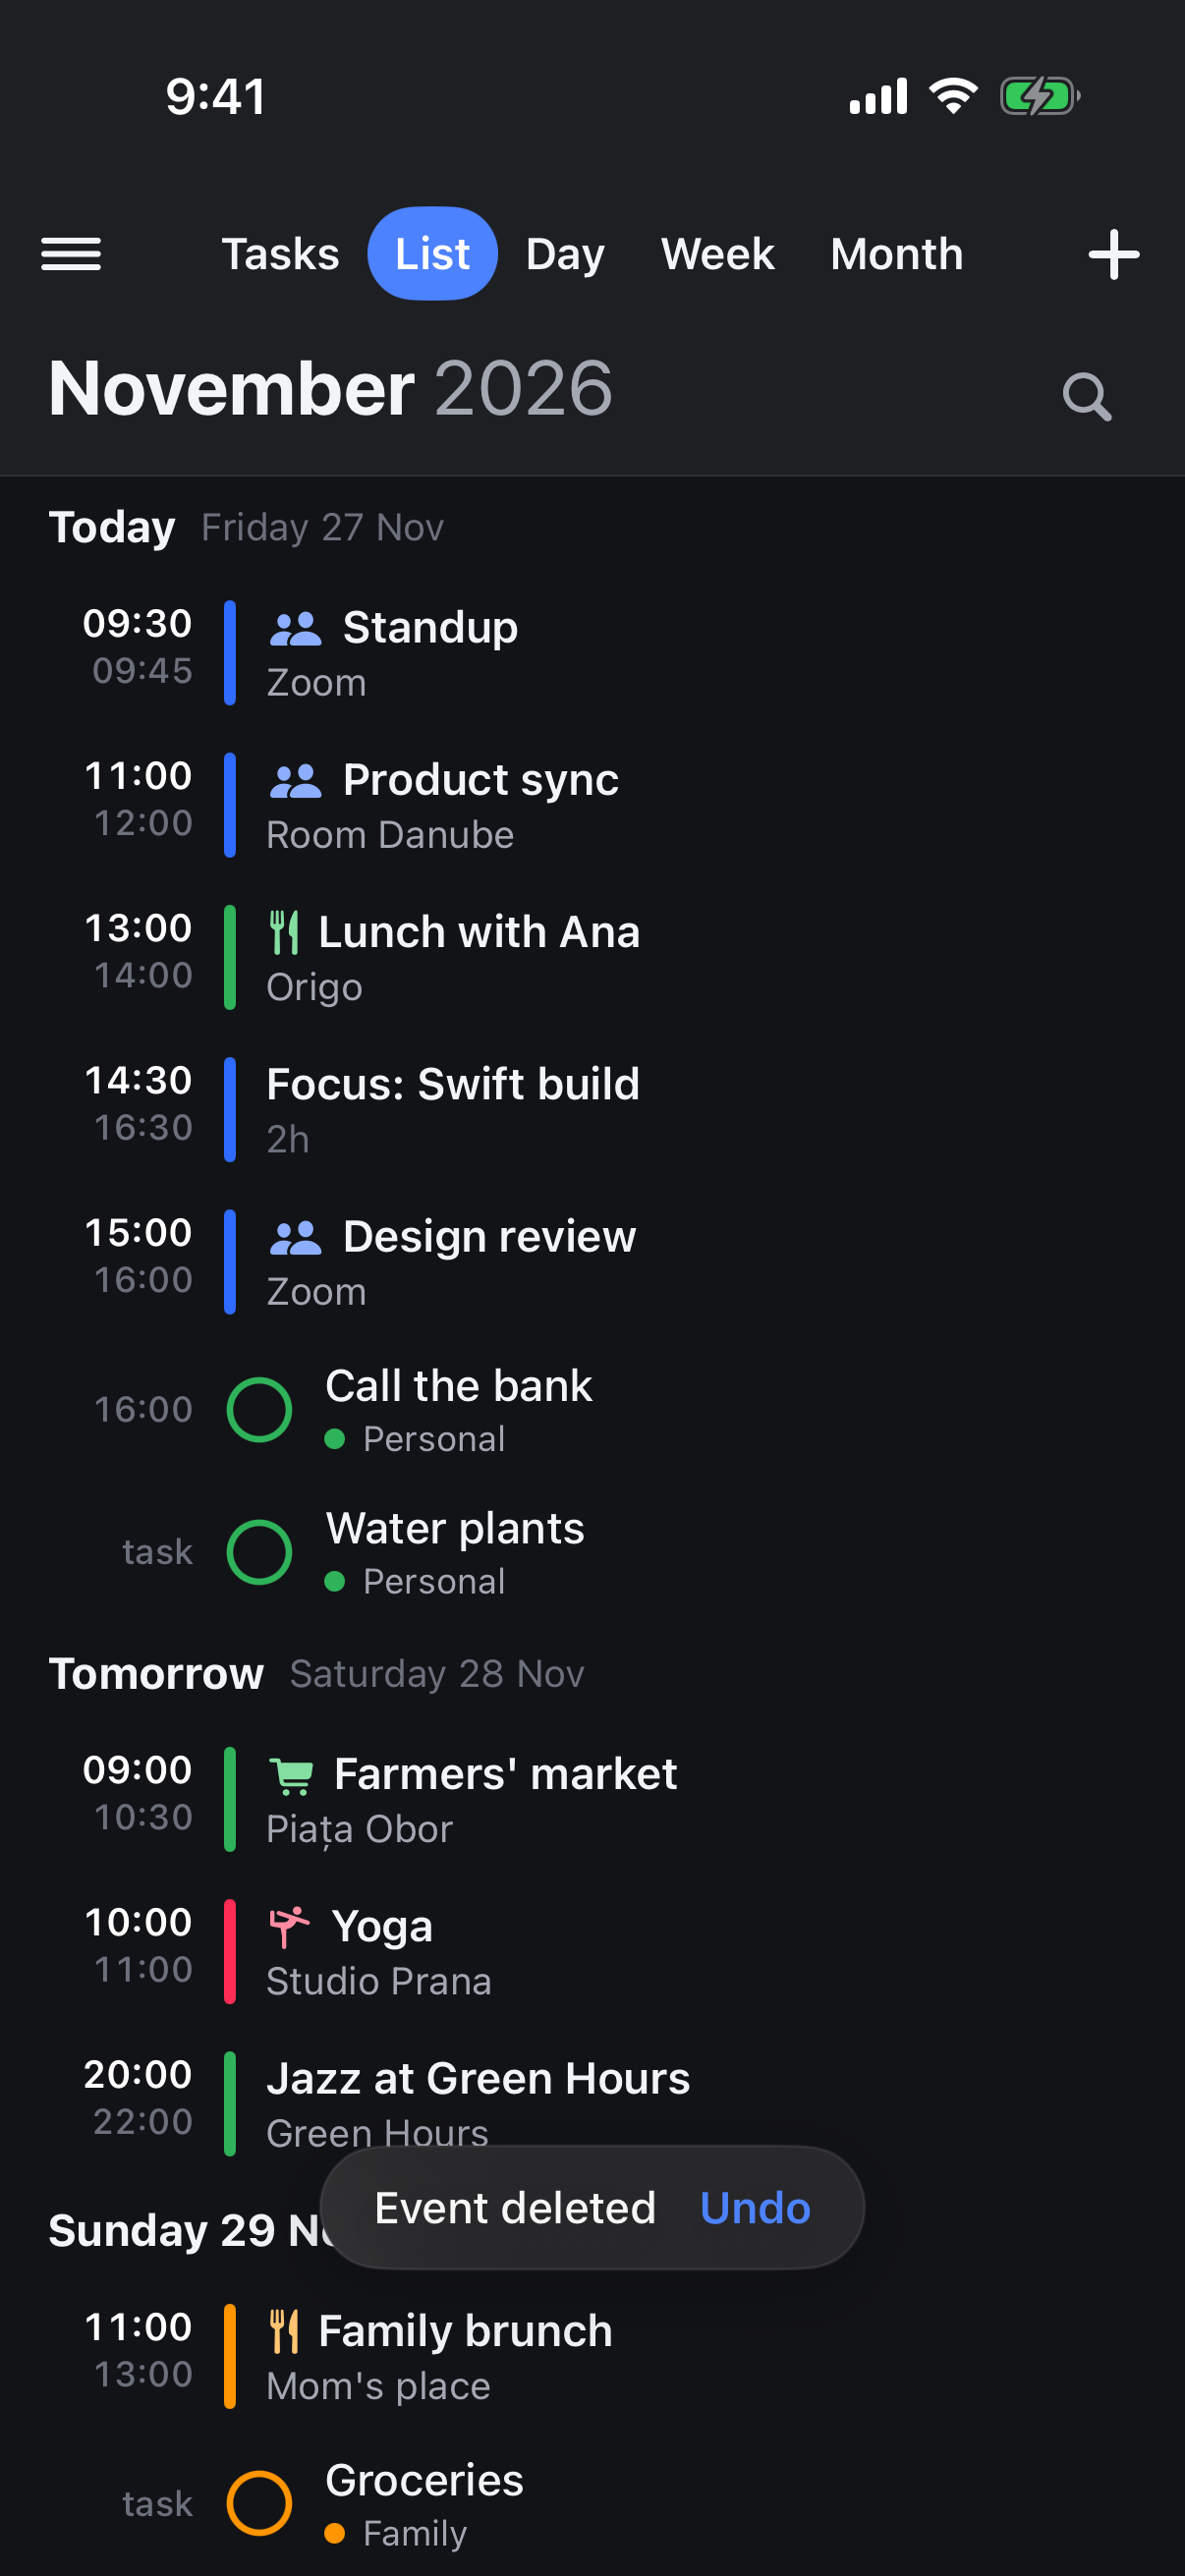 9:41
Tasks List Day Week Month
November 2026
Today Friday 27 Nov
09:30 Standup
09:45 Zoom
11:00 Product sync
12:00 Room Danube
13:00 Lunch with Ana
14:00 Origo
14:30 Focus: Swift build
16:30 2h
15:00 Design review
16:00 Zoom
Call the bank
16:00
Personal
Water plants
task
Personal
Tomorrow Saturday 28 Nov
09:00 Farmers' market
10:30 Piața Obor
10:00 Yoga
11:00 Studio Prana
20:00 Jazz at Green Hours
22:00 Green Hours
Event deleted Undo
Sunday 29
11:00 Family brunch
13:00 Mom's place
Groceries
task
Family